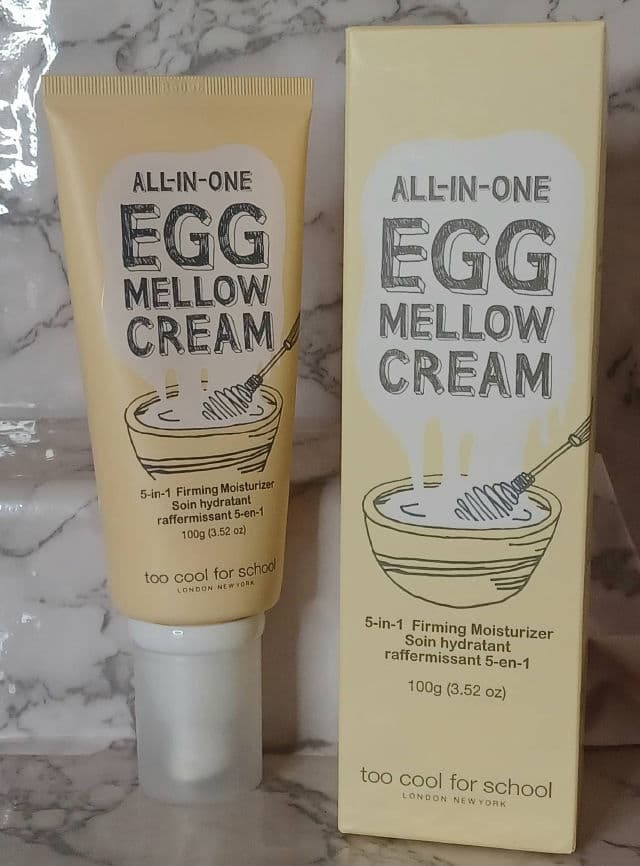 ALL-IN-ONE
EGG
MELLOW
CREAM
5-in-1 Firming Moisturizer
Soin hydratant
raffermissant 5-en-1
100g (3.52 oz)
too cool for school
LONDON NEW YORK
ALL-IN-ONE
EGG
MELLOW
CREAM
5-in-1 Firming Moisturizer
Soin hydratant
raffermissant 5-en-1
100g (3.52 oz)
too cool for school
LONDON NEW YORK